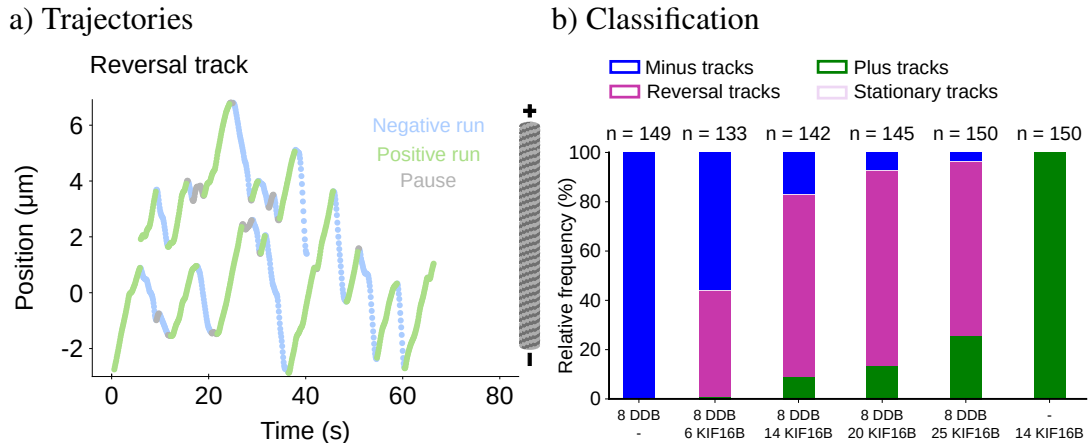 a) Trajectories
Reversal track
6
4
2
0
-2
Position (μm)
0 20 40 60 80
Time (s)
Negative run
Positive run
Pause
+
-
b) Classification
Minus tracks
Plus tracks
Reversal tracks
Stationary tracks
n = 149 n = 133 n = 142 n = 145 n = 150 n = 150
100
80
60
40
20
0
Relative frequency (%)
8 DDB 8 DDB 8 DDB 8 DDB 8 DDB -
- 6 KIF16B 14 KIF16B 20 KIF16B 25 KIF16B 14 KIF16B